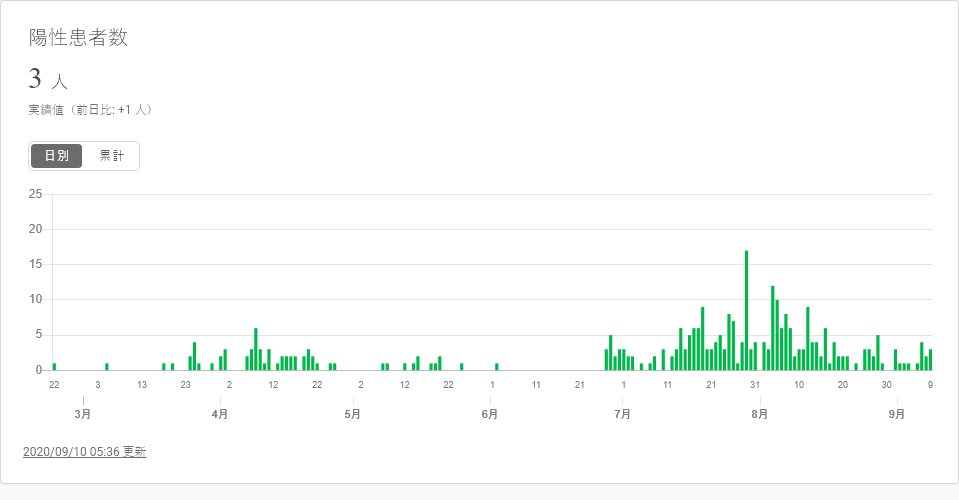 陽性患者数
3 人
実績値（前日比: +1 人）
日別 累計
25
20
15
10
5
0
22 3 13 23 2 12 22 2 12 22 1 11 21 1 11 21 31 10 20 30 9
3月 4月 5月 6月 7月 8月 9月
2020/09/10 05:36 更新